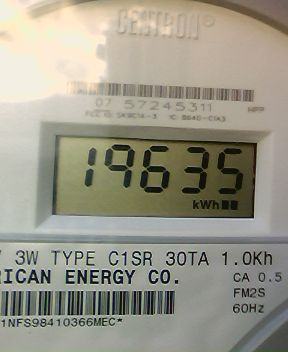 CENTRON®
07 57245311
19635
kWh
3W TYPE C1SR 30TA 1.0Kh
RICAN ENERGY CO.
CA 0.5
FM2S
60Hz
1NFS98410366MEC*